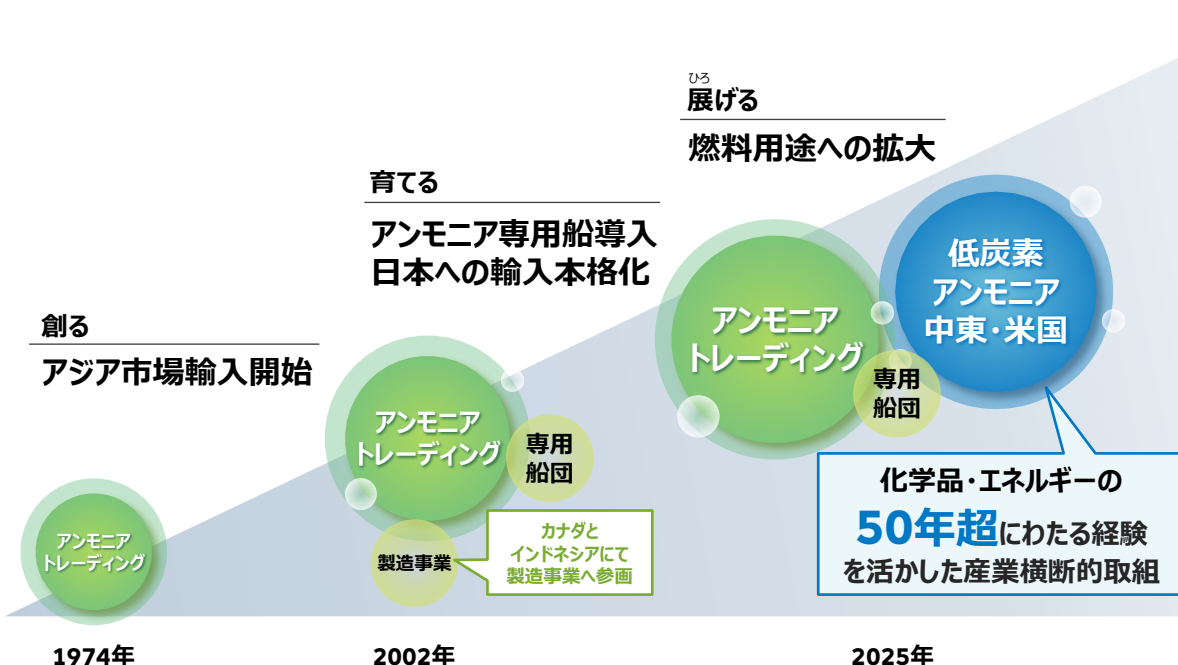 創る
アジア市場輸入開始
アンモニア
トレーディング
1974年
育てる
アンモニア専用船導入
日本への輸入本格化
アンモニア
トレーディング
専用
船団
製造事業
カナダと
インドネシアにて
製造事業へ参画
2002年
ひろ
展げる
燃料用途への拡大
アンモニア
トレーディング
専用
船団
低炭素
アンモニア
中東・米国
化学品・エネルギーの
50年超にわたる経験
を活かした産業横断的取組
2025年